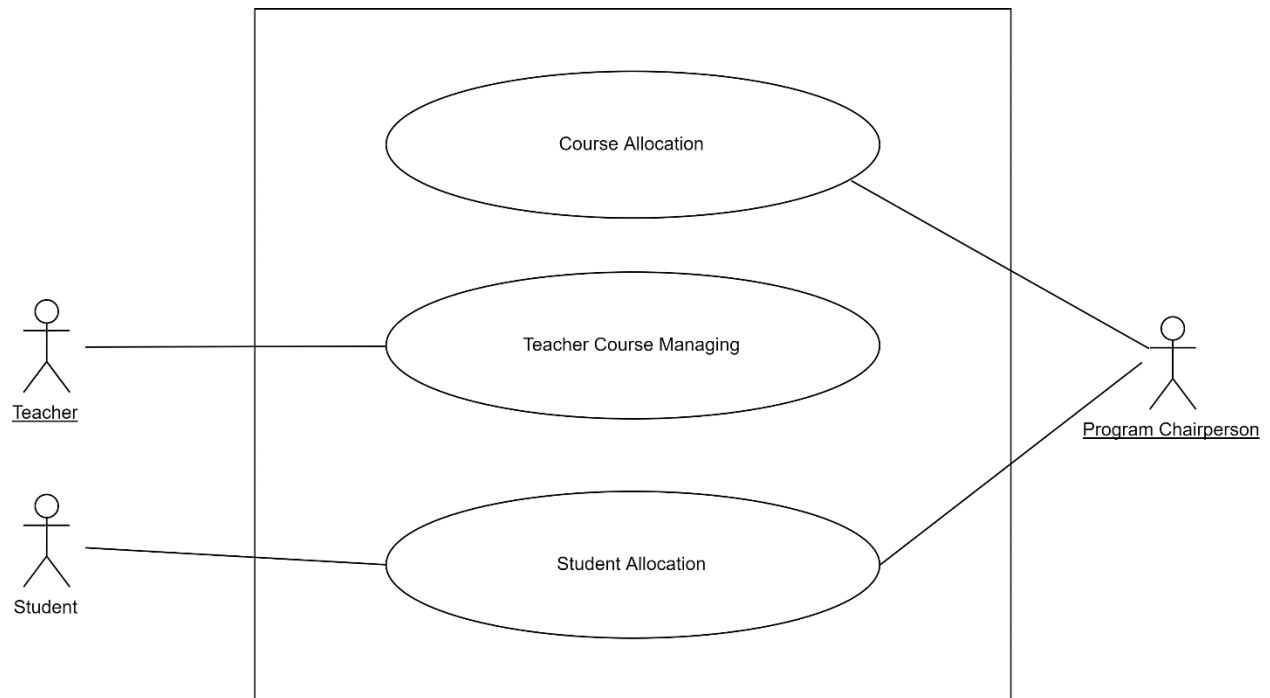 Course Allocation
Teacher Course Managing
Teacher
Program Chairperson
Student Allocation
Student